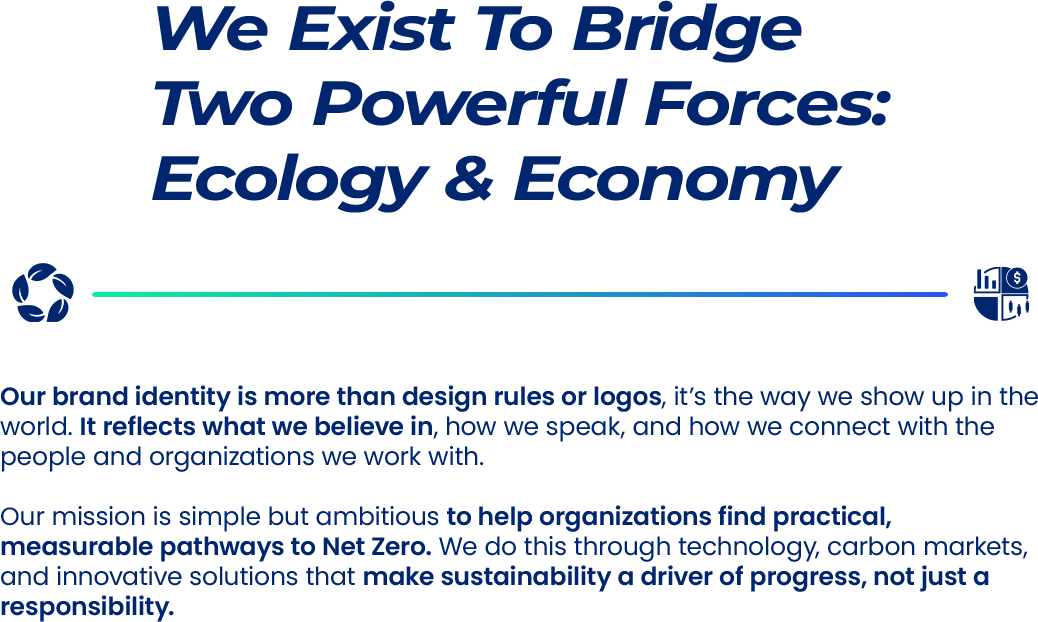 We Exist To Bridge
Two Powerful Forces:
Ecology & Economy
$
Our brand identity is more than design rules or logos, it’s the way we show up in the
world. It reflects what we believe in, how we speak, and how we connect with the
people and organizations we work with.
Our mission is simple but ambitious to help organizations find practical,
measurable pathways to Net Zero. We do this through technology, carbon markets,
and innovative solutions that make sustainability a driver of progress, not just a
responsibility.